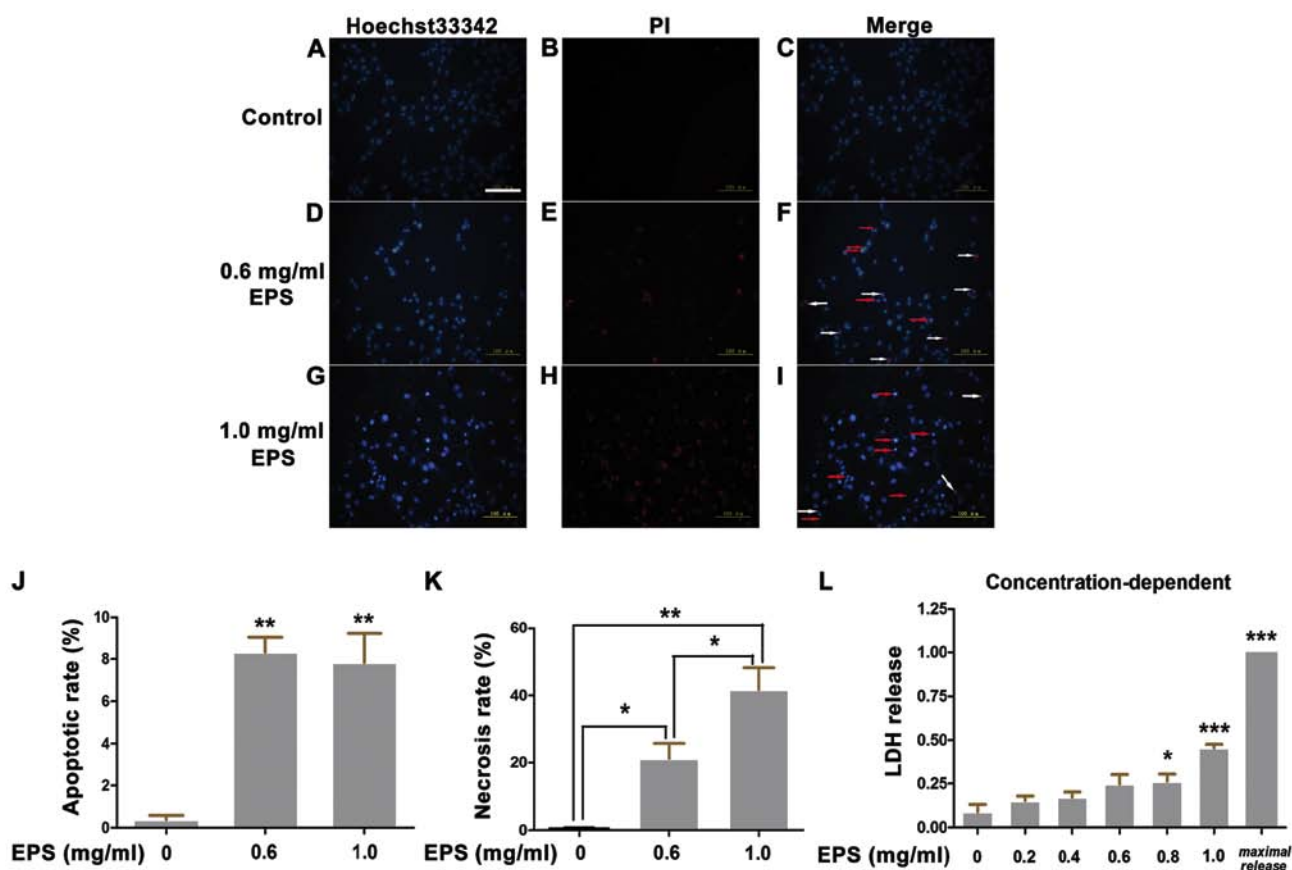 Hoechst33342 PI Merge
A B C
Control
D E F
0.6 mg/ml
EPS
G H I
1.0 mg/ml
EPS
J
Apoptotic rate (%)
10
8
6
4
2
0
** **
EPS (mg/ml) 0 0.6 1.0
K
Necrosis rate (%)
60
40
20
0
**
*
*
EPS (mg/ml) 0 0.6 1.0
L
Concentration-dependent
LDH release
1.25
1.00
0.75
0.50
0.25
0.00
***
***
*
EPS (mg/ml) 0 0.2 0.4 0.6 0.8 1.0 maximal
release